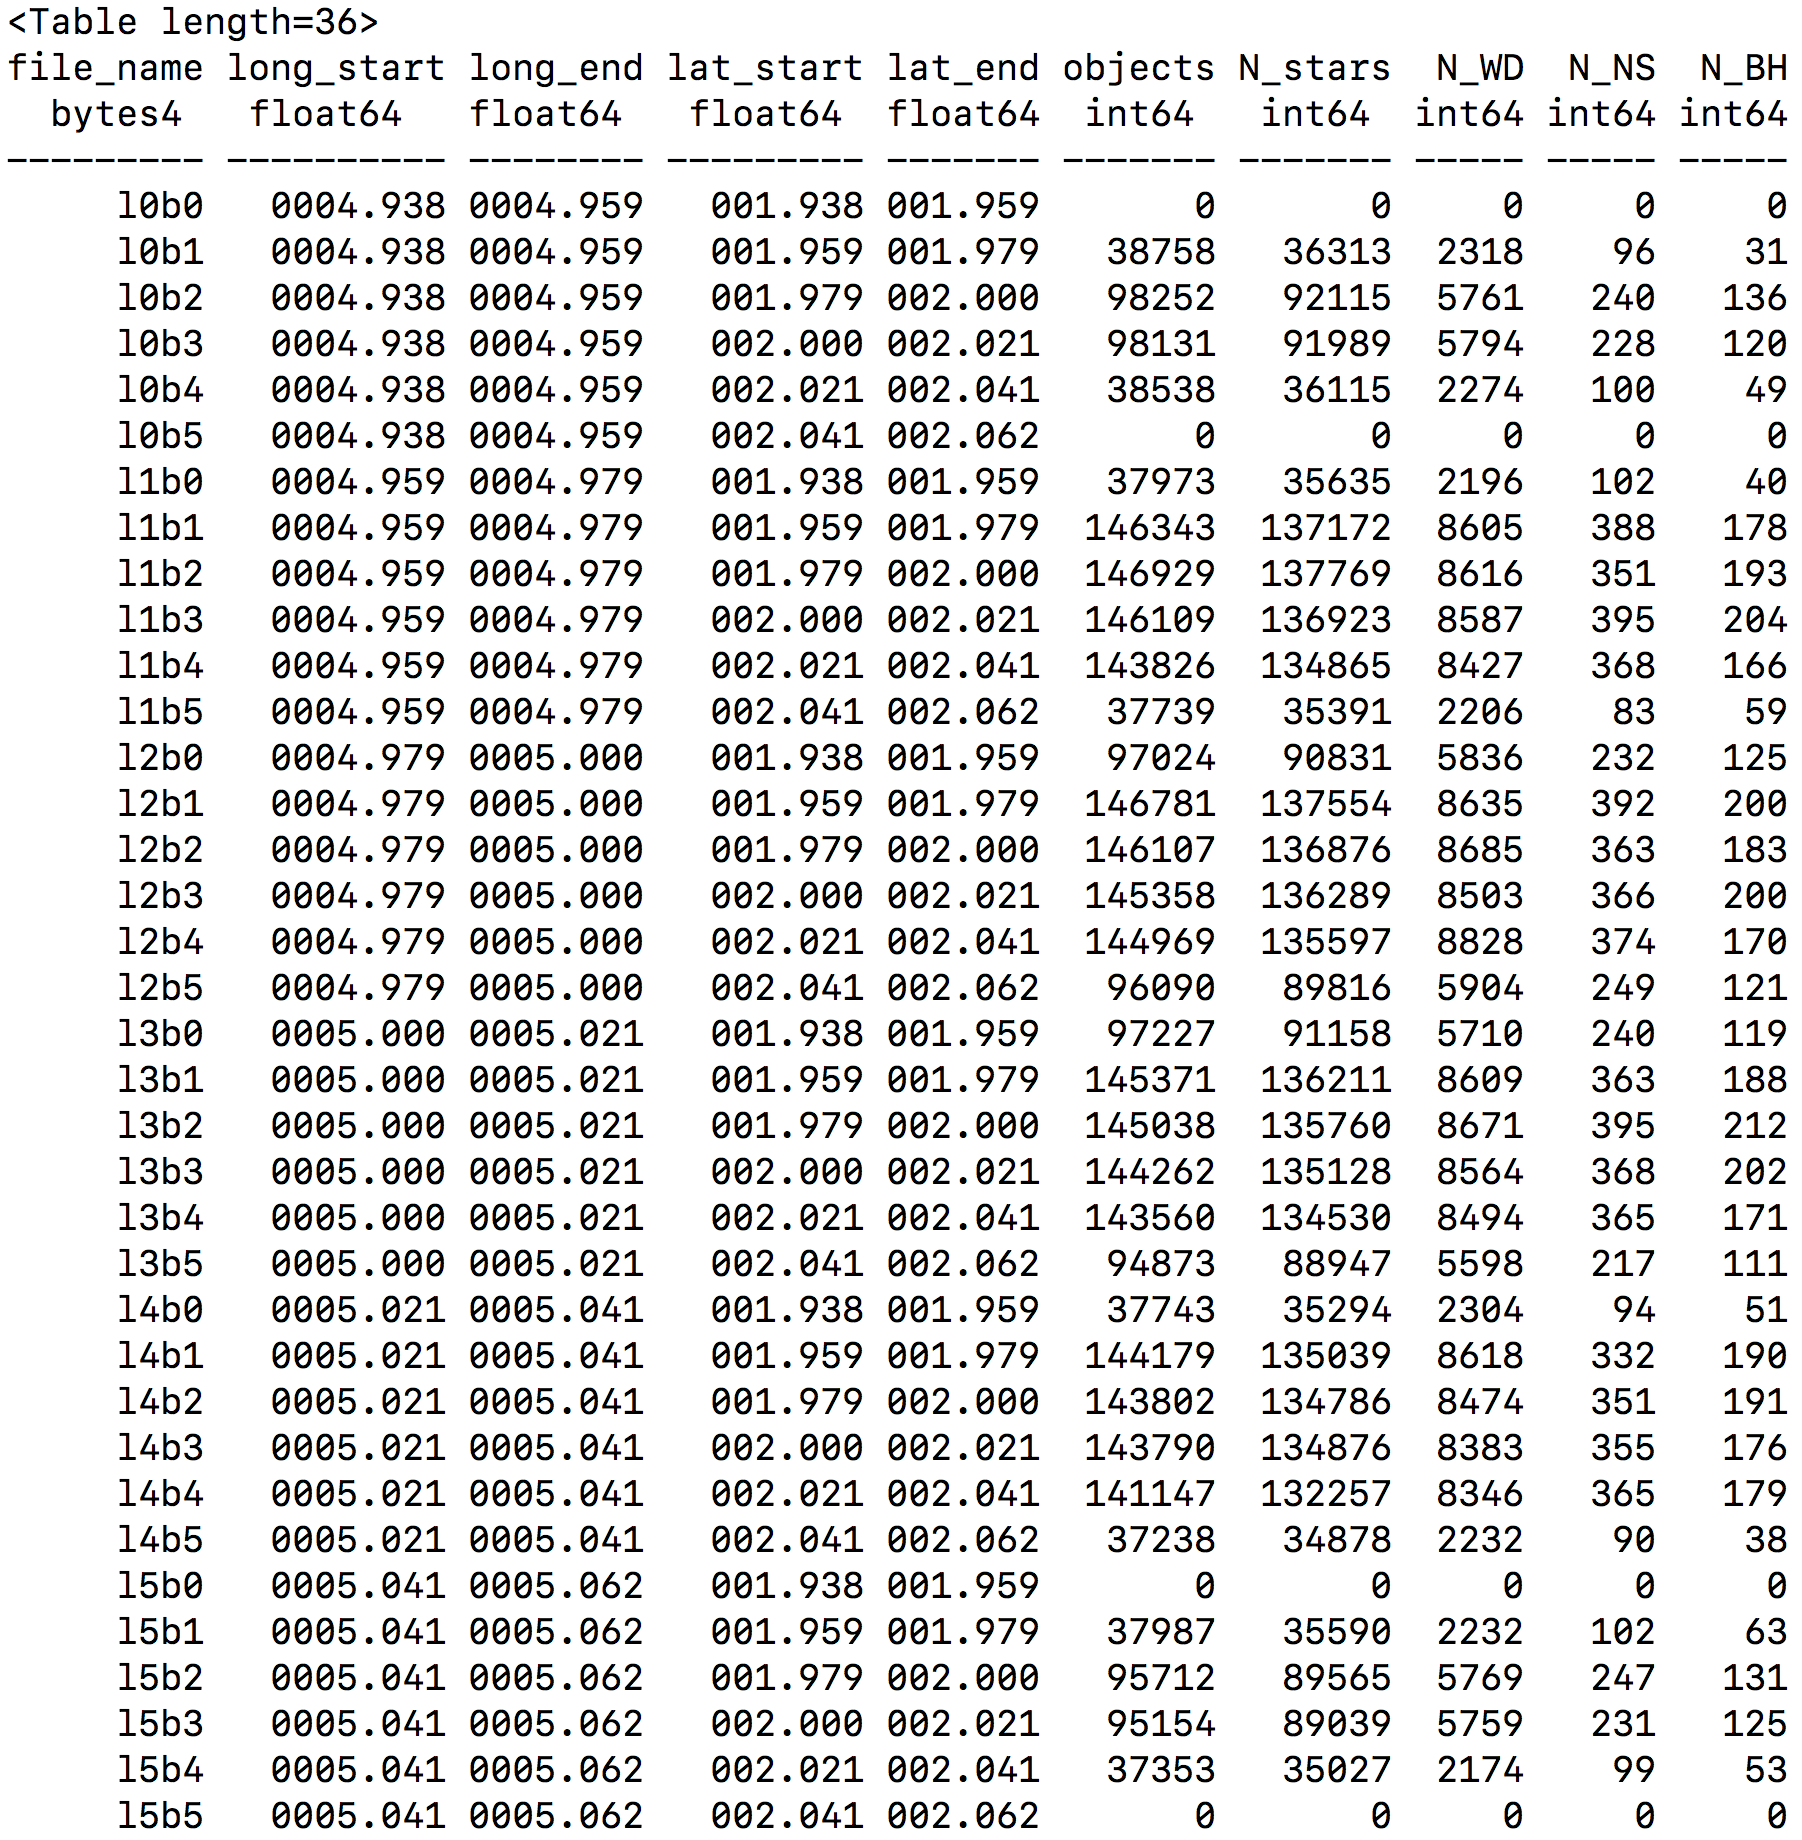 <Table length=36>
file_name long_start long_end lat_start lat_end objects N_stars N_WD N_NS N_BH
bytes4 float64 float64 float64 float64 int64 int64 int64 int64 int64
--------- ---------- -------- --------- ------- ------- ------- ----- ----- -----
l0b0 0004.938 0004.959 001.938 001.959 0 0 0 0 0
l0b1 0004.938 0004.959 001.959 001.979 38758 36313 2318 96 31
l0b2 0004.938 0004.959 001.979 002.000 98252 92115 5761 240 136
l0b3 0004.938 0004.959 002.000 002.021 98131 91989 5794 228 120
l0b4 0004.938 0004.959 002.021 002.041 38538 36115 2274 100 49
l0b5 0004.938 0004.959 002.041 002.062 0 0 0 0 0
l1b0 0004.959 0004.979 001.938 001.959 37973 35635 2196 102 40
l1b1 0004.959 0004.979 001.959 001.979 146343 137172 8605 388 178
l1b2 0004.959 0004.979 001.979 002.000 146929 137769 8616 351 193
l1b3 0004.959 0004.979 002.000 002.021 146109 136923 8587 395 204
l1b4 0004.959 0004.979 002.021 002.041 143826 134865 8427 368 166
l1b5 0004.959 0004.979 002.041 002.062 37739 35391 2206 83 59
l2b0 0004.979 0005.000 001.938 001.959 97024 90831 5836 232 125
l2b1 0004.979 0005.000 001.959 001.979 146781 137554 8635 392 200
l2b2 0004.979 0005.000 001.979 002.000 146107 136876 8685 363 183
l2b3 0004.979 0005.000 002.000 002.021 145358 136289 8503 366 200
l2b4 0004.979 0005.000 002.021 002.041 144969 135597 8828 374 170
l2b5 0004.979 0005.000 002.041 002.062 96090 89816 5904 249 121
l3b0 0005.000 0005.021 001.938 001.959 97227 91158 5710 240 119
l3b1 0005.000 0005.021 001.959 001.979 145371 136211 8609 363 188
l3b2 0005.000 0005.021 001.979 002.000 145038 135760 8671 395 212
l3b3 0005.000 0005.021 002.000 002.021 144262 135128 8564 368 202
l3b4 0005.000 0005.021 002.021 002.041 143560 134530 8494 365 171
l3b5 0005.000 0005.021 002.041 002.062 94873 88947 5598 217 111
l4b0 0005.021 0005.041 001.938 001.959 37743 35294 2304 94 51
l4b1 0005.021 0005.041 001.959 001.979 144179 135039 8618 332 190
l4b2 0005.021 0005.041 001.979 002.000 143802 134786 8474 351 191
l4b3 0005.021 0005.041 002.000 002.021 143790 134876 8383 355 176
l4b4 0005.021 0005.041 002.021 002.041 141147 132257 8346 365 179
l4b5 0005.021 0005.041 002.041 002.062 37238 34878 2232 90 38
l5b0 0005.041 0005.062 001.938 001.959 0 0 0 0 0
l5b1 0005.041 0005.062 001.959 001.979 37987 35590 2232 102 63
l5b2 0005.041 0005.062 001.979 002.000 95712 89565 5769 247 131
l5b3 0005.041 0005.062 002.000 002.021 95154 89039 5759 231 125
l5b4 0005.041 0005.062 002.021 002.041 37353 35027 2174 99 53
l5b5 0005.041 0005.062 002.041 002.062 0 0 0 0 0